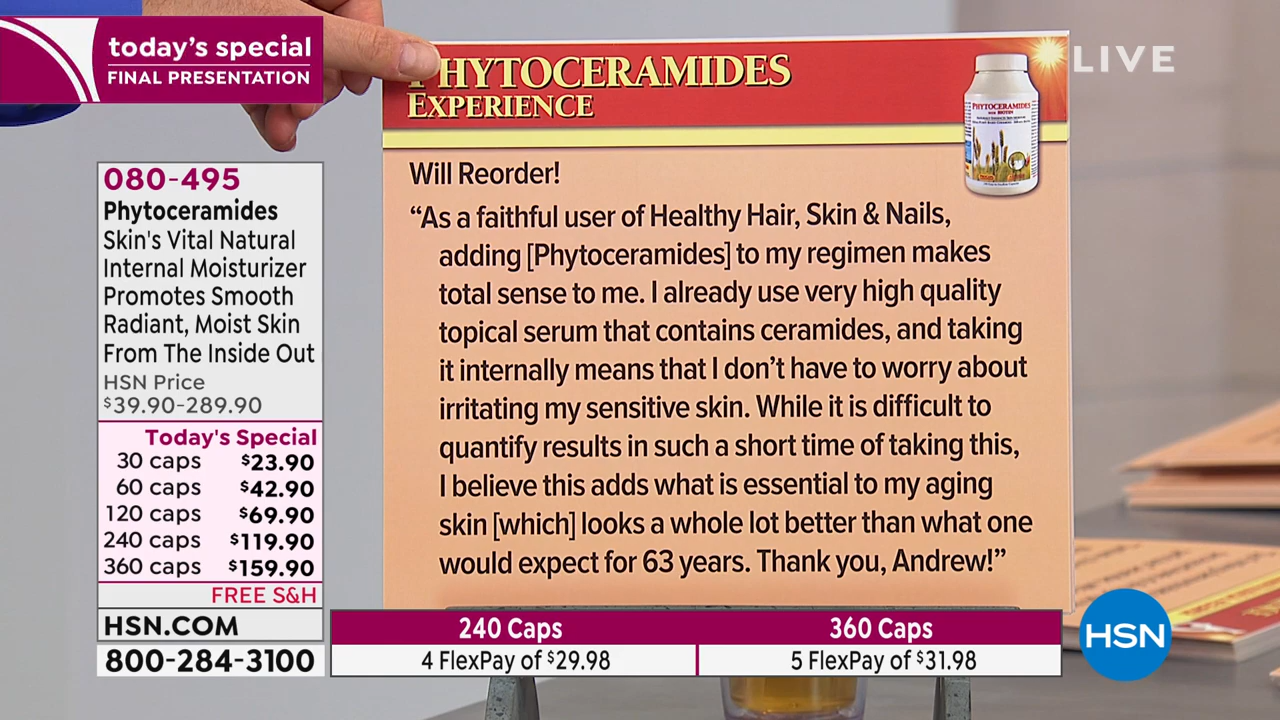 today's special
FINAL PRESENTATION
LIVE
PHYTOCERAMIDES
EXPERIENCE
PHYTOCERAMIDES
WITH BIOTIN
Will Reorder!
“As a faithful user of Healthy Hair, Skin & Nails,
adding [Phytoceramides] to my regimen makes
total sense to me. I already use very high quality
topical serum that contains ceramides, and taking
it internally means that I don’t have to worry about
irritating my sensitive skin. While it is difficult to
quantify results in such a short time of taking this,
I believe this adds what is essential to my aging
skin [which] looks a whole lot better than what one
would expect for 63 years. Thank you, Andrew!”
080-495
Phytoceramides
Skin's Vital Natural
Internal Moisturizer
Promotes Smooth
Radiant, Moist Skin
From The Inside Out
HSN Price
$39.90-289.90
Today's Special
30 caps $23.90
60 caps $42.90
120 caps $69.90
240 caps $119.90
360 caps $159.90
FREE S&H
HSN.COM
800-284-3100
240 Caps 360 Caps
4 FlexPay of $29.98 5 FlexPay of $31.98
HSN